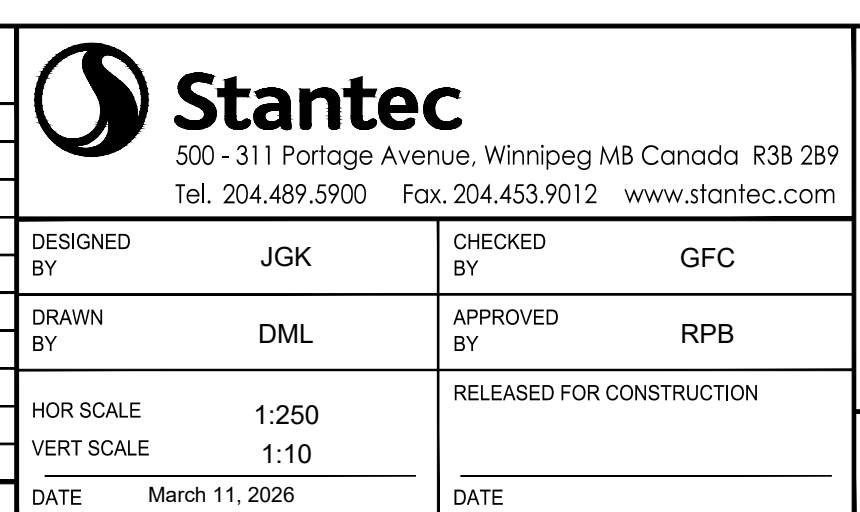 Stantec
500 - 311 Portage Avenue, Winnipeg MB Canada R3B 2B9
Tel. 204.489.5900 Fax. 204.453.9012 www.stantec.com
DESIGNED BY JGK
CHECKED BY GFC
DRAWN BY DML
APPROVED BY RPB
HOR SCALE 1:250
VERT SCALE 1:10
DATE March 11, 2026
RELEASED FOR CONSTRUCTION
DATE